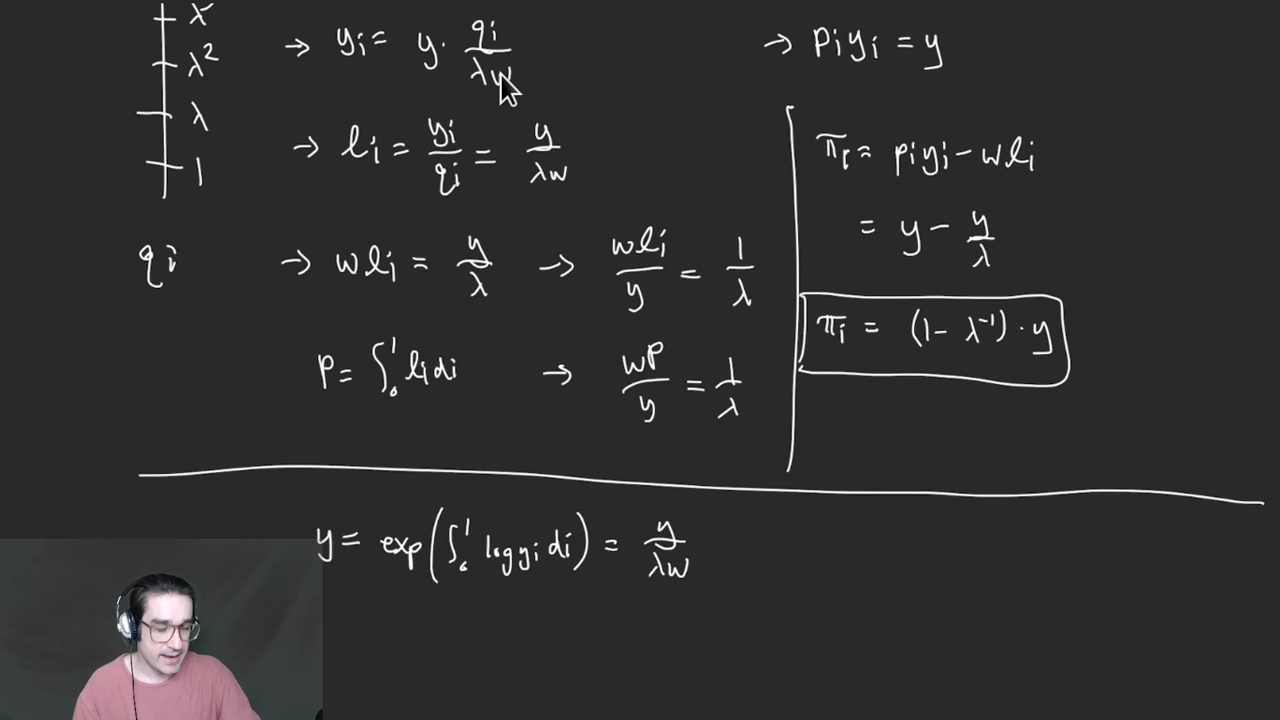 λ³
λ²
λ
1
qᵢ
→ yᵢ = y · qᵢ/(λw)
→ lᵢ = yᵢ/qᵢ = y/(λw)
→ wlᵢ = y/λ → wlᵢ/y = 1/λ
P = ∫₀¹ lᵢ di → wP/y = 1/λ
→ pᵢyᵢ = y
πᵢ = pᵢyᵢ − wlᵢ
= y − y/λ
πᵢ = (1 − λ⁻¹) · y
y = exp(∫₀¹ log yᵢ di) = y/(λw)